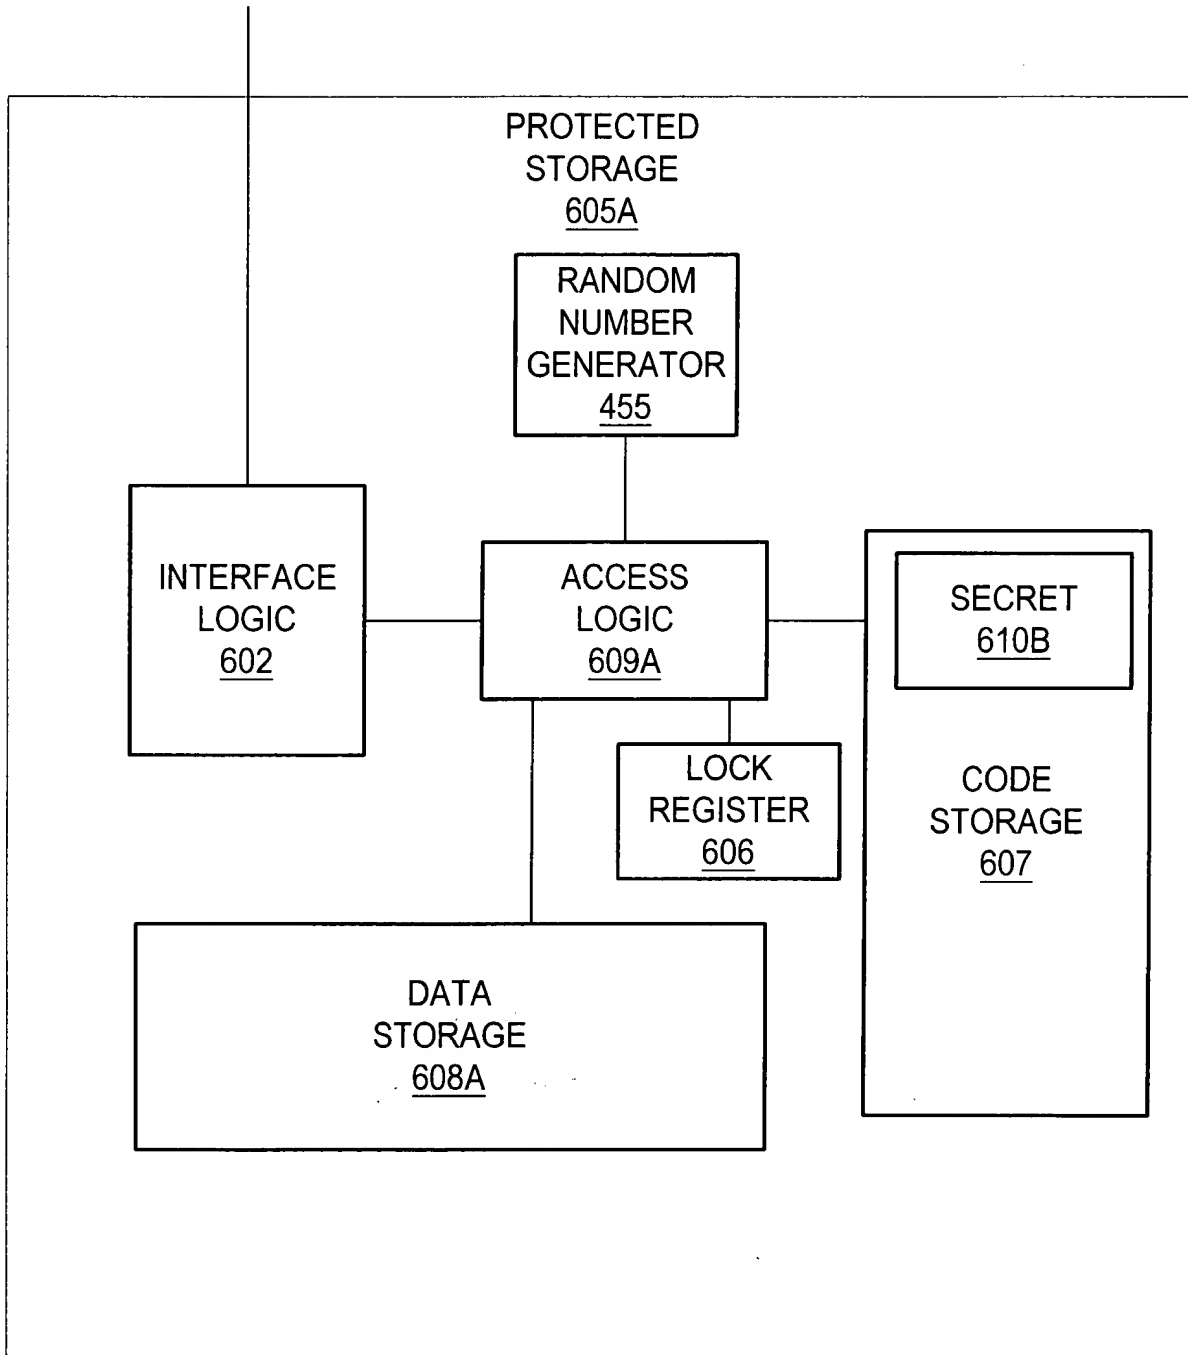 PROTECTED
STORAGE
605A
RANDOM
NUMBER
GENERATOR
455
INTERFACE
LOGIC
602
ACCESS
LOGIC
609A
SECRET
610B
LOCK
REGISTER
606
CODE
STORAGE
607
DATA
STORAGE
608A